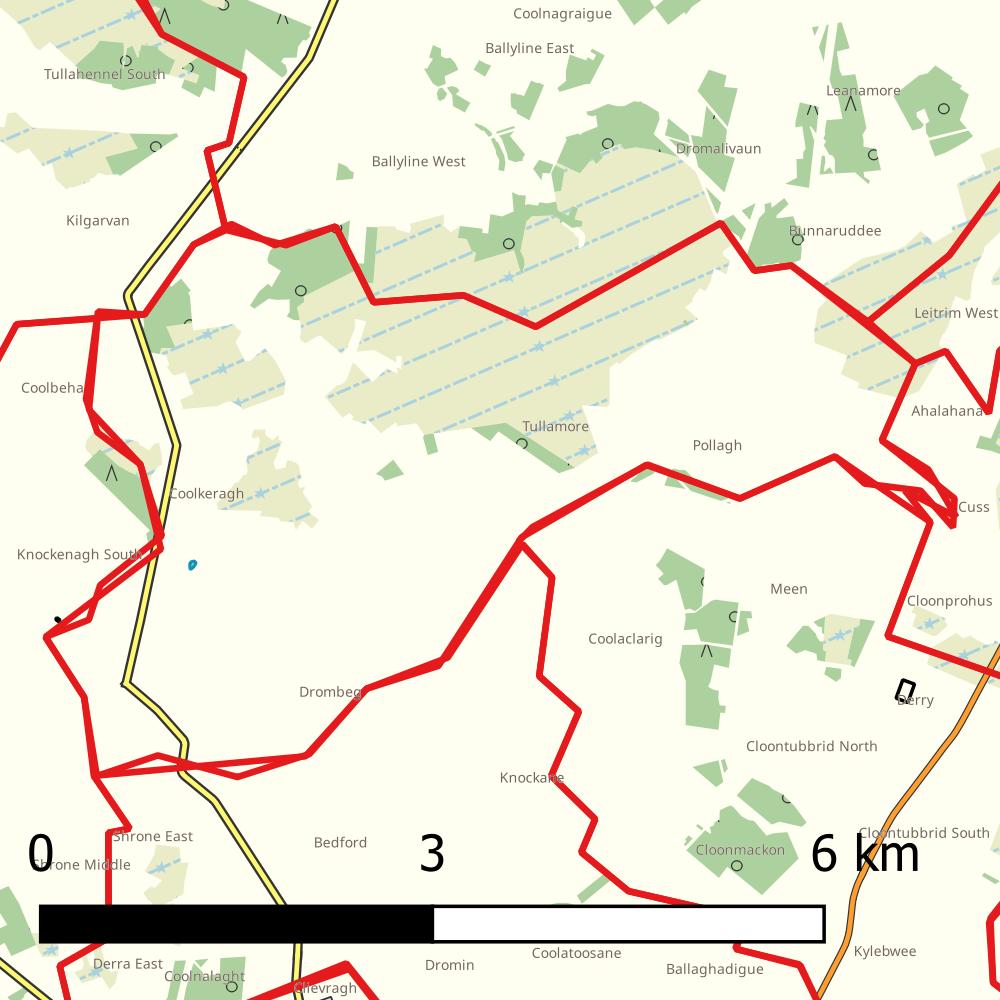 Coolnagraigue
Ballyline East
Tullahennel South
Leanamore
Dromalivaun
Ballyline West
Kilgarvan
Bunnaruddee
Leitrim West
Coolbeha
Ahalahana
Tullamore
Pollagh
Coolkeragh
Cuss
Knockenagh South
Meen
Cloonprohus
Coolaclarig
Drombeg
Derry
Cloontubbrid North
Knockane
Shrone East
Cloontubbrid South
Bedford
Cloonmackon
Shrone Middle
0 3 6 km
Kylebwee
Coolatoosane
Derra East
Dromin
Ballaghadigue
Coolnalaght
Clievragh